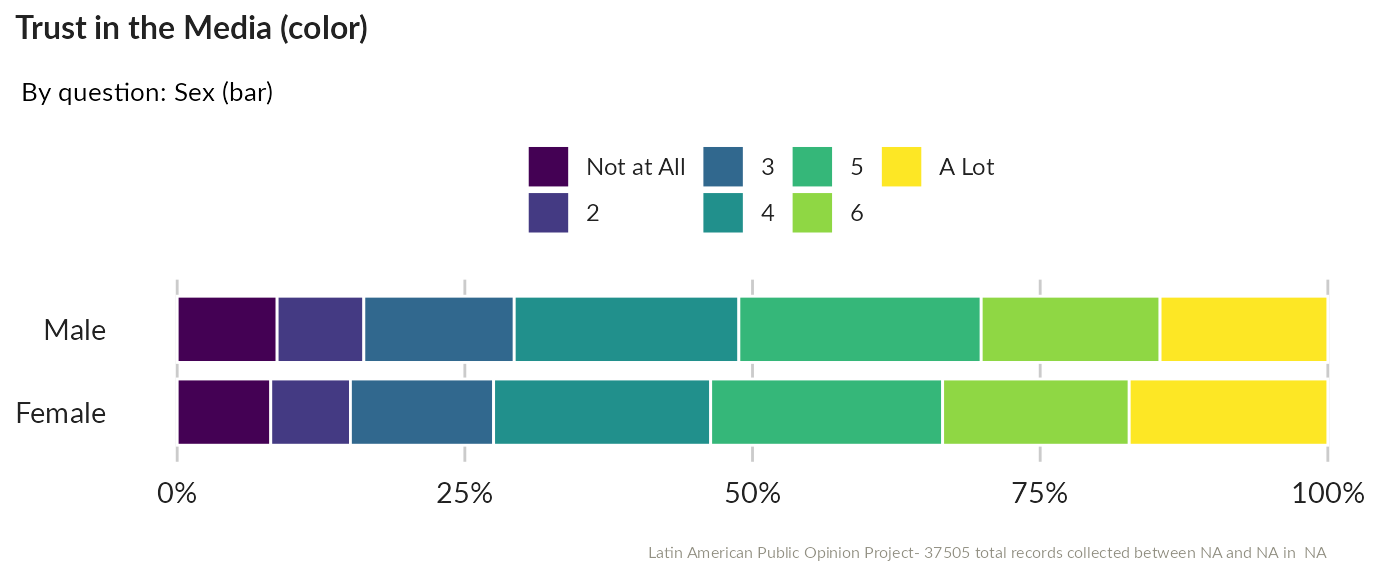 Trust in the Media (color)
By question: Sex (bar)
Not at All 3 5 A Lot
2 4 6
Male
Female
0% 25% 50% 75% 100%
Latin American Public Opinion Project- 37505 total records collected between NA and NA in  NA